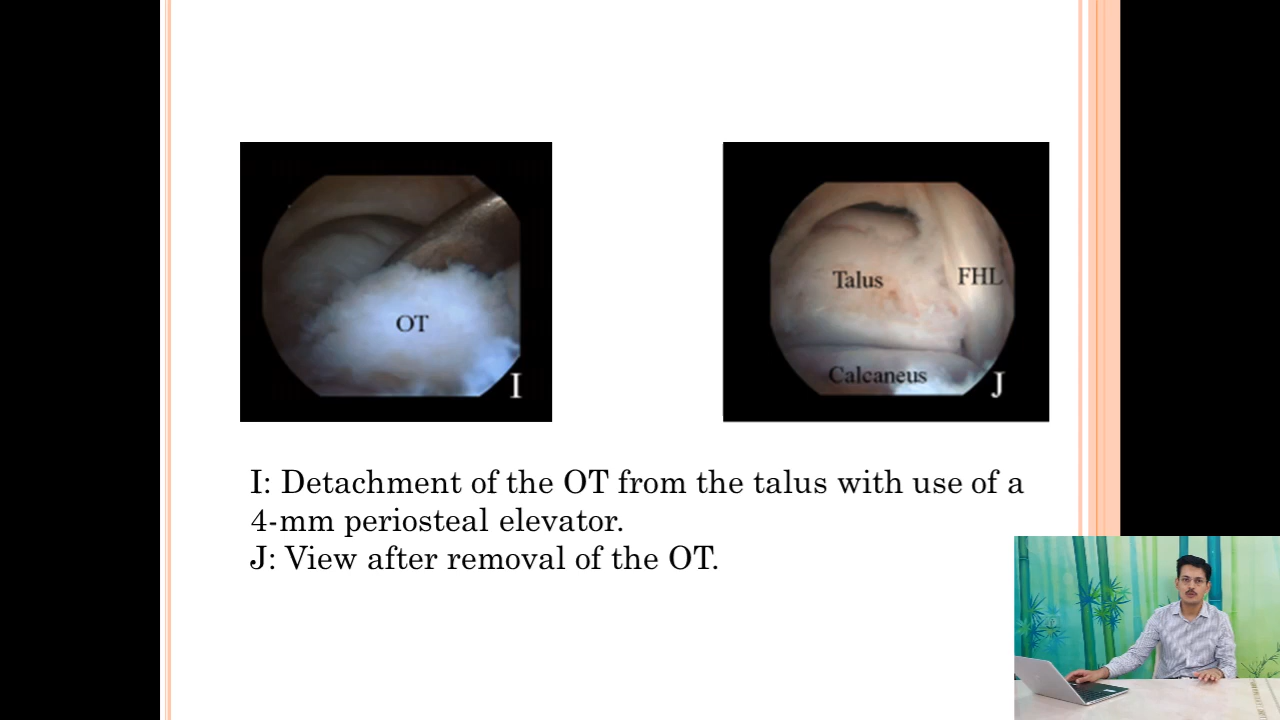 OT
I
Talus
FHL
Calcaneus
J
I: Detachment of the OT from the talus with use of a
4-mm periosteal elevator.
J: View after removal of the OT.